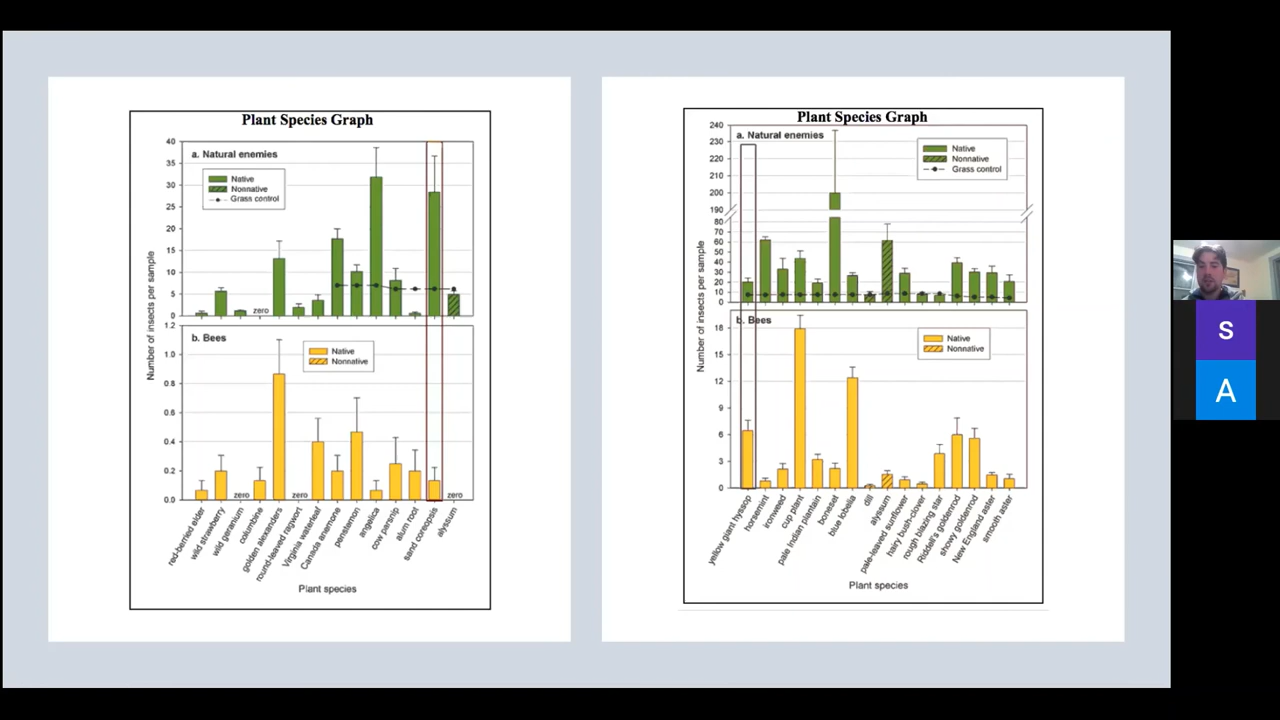 Plant Species Graph
a. Natural enemies
Native
Nonnative
Grass control
40
35
30
25
20
15
10
5
0
zero
Number of insects per sample
b. Bees
Native
Nonnative
1.2
1.0
0.8
0.6
0.4
0.2
0.0
zero
zero
zero
red-berried elder
wild strawberry
wild geranium
columbine
golden alexanders
round-leaved ragwort
Virginia waterleaf
Canada anemone
penstemon
angelica
cow parsnip
alum root
sand coreopsis
alyssum
Plant species
Plant Species Graph
a. Natural enemies
Native
Nonnative
Grass control
240
230
220
210
200
190
80
70
60
50
40
30
20
10
0
Number of insects per sample
b. Bees
Native
Nonnative
18
15
12
9
6
3
0
yellow giant hyssop
horsemint
ironweed
cup plant
pale Indian plantain
boneset
blue lobelia
dill
alyssum
pale-leaved sunflower
hairy bush-clover
rough blazing star
Riddell's goldenrod
showy goldenrod
New England aster
smooth aster
Plant species
S
A